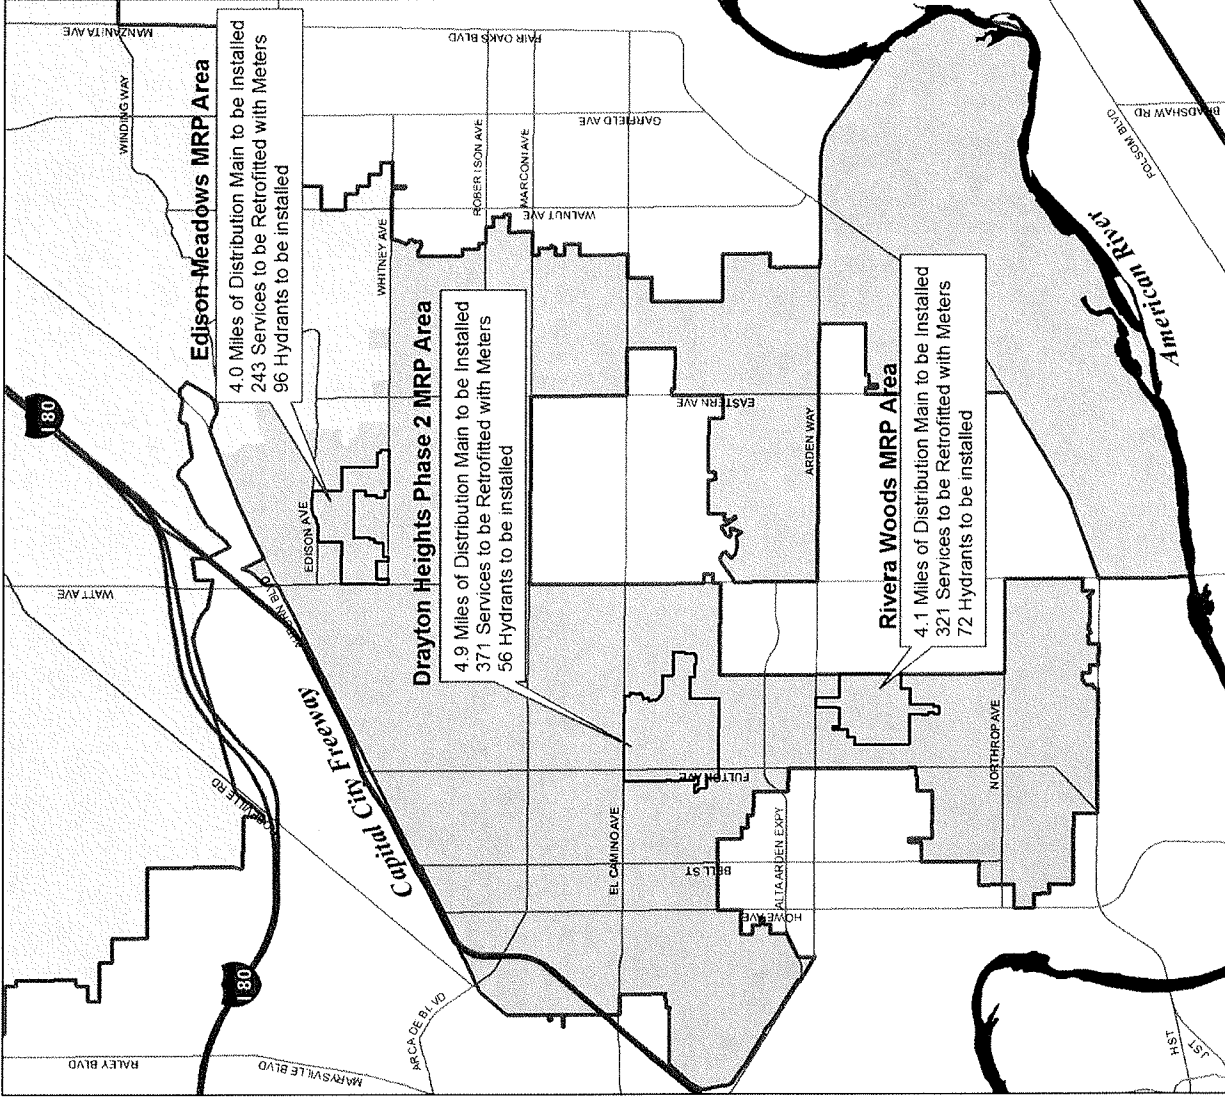 Edison Meadows MRP Area
4.0 Miles of Distribution Main to be Installed
243 Services to be Retrofitted with Meters
96 Hydrants to be installed
Drayton Heights Phase 2 MRP Area
4.9 Miles of Distribution Main to be Installed
371 Services to be Retrofitted with Meters
56 Hydrants to be installed
Rivera Woods MRP Area
4.1 Miles of Distribution Main to be Installed
321 Services to be Retrofitted with Meters
72 Hydrants to be installed
Capital City Freeway
American River
80
80
MANZANITA AVE
WINDING WAY
FAIR OAKS BLVD
GARFIELD AVE
ROBERTSON AVE
MARCONI AVE
WALNUT AVE
WHITNEY AVE
EDISON AVE
WATT AVE
EASTERN AVE
ARDEN WAY
FOLSOM BLVD
BRADSHAW RD
FULTON AVE
EL CAMINO AVE
BELL ST
ALTA ARDEN EXPY
HOWE AVE
NORTHROP AVE
ARCADE BLVD
RALEY BLVD
MARYSVILLE BLVD
H ST
J ST